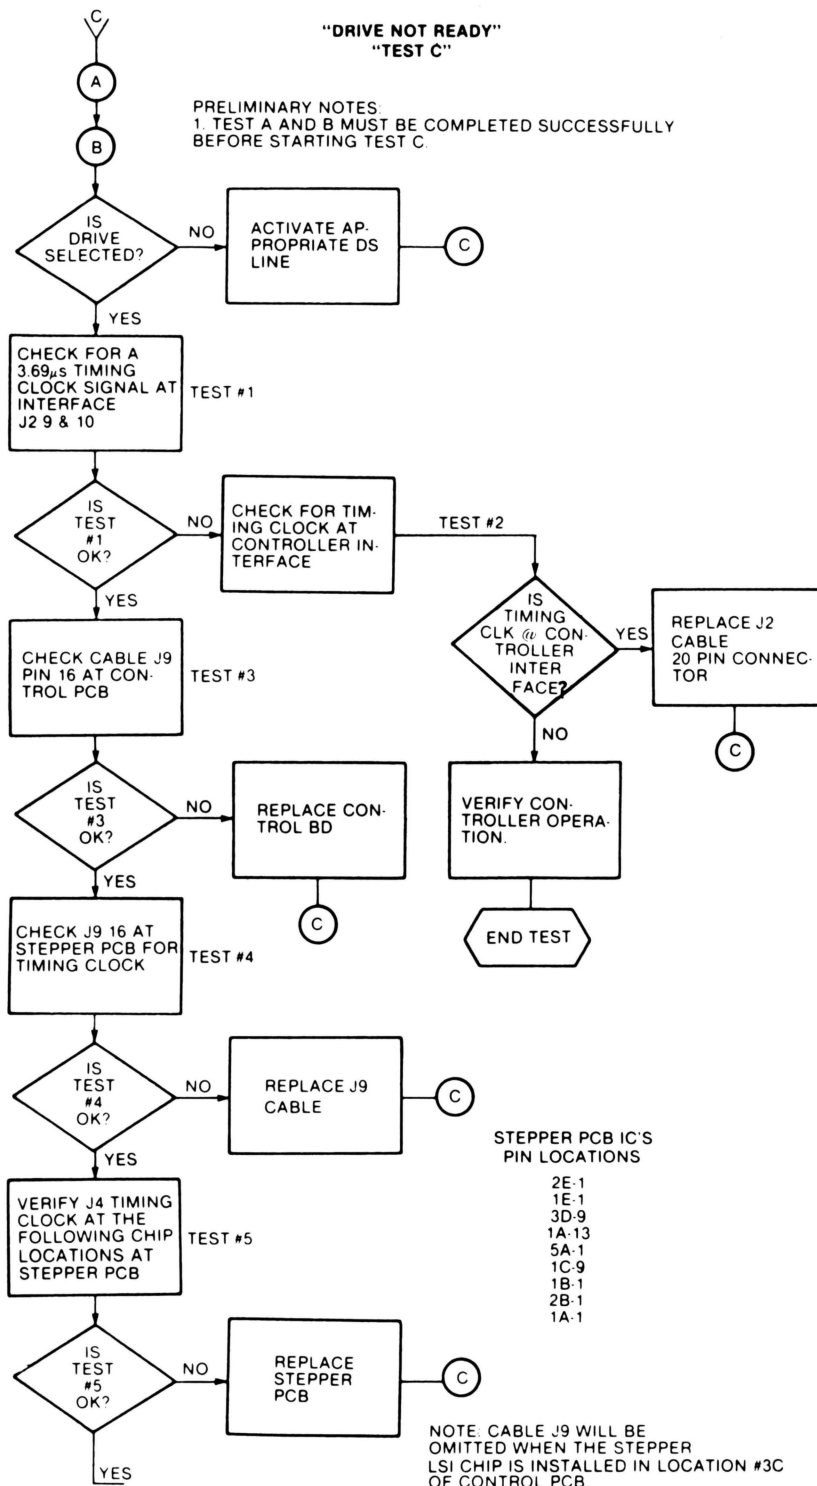 C
"DRIVE NOT READY"
"TEST C"
A
PRELIMINARY NOTES:
1. TEST A AND B MUST BE COMPLETED SUCCESSFULLY
BEFORE STARTING TEST C.
B
IS
DRIVE
SELECTED?
NO
ACTIVATE AP-
PROPRIATE DS
LINE
C
YES
CHECK FOR A
3.69µs TIMING
CLOCK SIGNAL AT
INTERFACE
J2 9 & 10
TEST #1
IS
TEST
#1
OK?
NO
CHECK FOR TIM-
ING CLOCK AT
CONTROLLER IN-
TERFACE
TEST #2
IS
TIMING
CLK @ CON-
TROLLER
INTER
FACE?
YES
REPLACE J2
CABLE
20 PIN CONNEC-
TOR
C
NO
VERIFY CON-
TROLLER OPERA-
TION.
END TEST
YES
CHECK CABLE J9
PIN 16 AT CON-
TROL PCB
TEST #3
IS
TEST
#3
OK?
NO
REPLACE CON-
TROL BD
C
YES
CHECK J9 16 AT
STEPPER PCB FOR
TIMING CLOCK
TEST #4
IS
TEST
#4
OK?
NO
REPLACE J9
CABLE
C
YES
VERIFY J4 TIMING
CLOCK AT THE
FOLLOWING CHIP
LOCATIONS AT
STEPPER PCB
TEST #5
STEPPER PCB IC'S
PIN LOCATIONS
2E-1
1E-1
3D-9
1A-13
5A-1
1C-9
1B-1
2B-1
1A-1
IS
TEST
#5
OK?
NO
REPLACE
STEPPER
PCB
C
YES
NOTE: CABLE J9 WILL BE
OMITTED WHEN THE STEPPER
LSI CHIP IS INSTALLED IN LOCATION #3C
OF CONTROL PCB